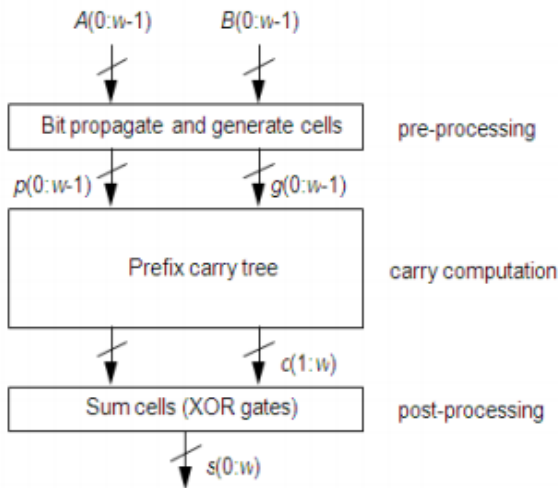 A(0:w-1) B(0:w-1)
Bit propagate and generate cells
pre-processing
p(0:w-1) g(0:w-1)
Prefix carry tree
carry computation
c(1:w)
Sum cells (XOR gates)
post-processing
s(0:w)